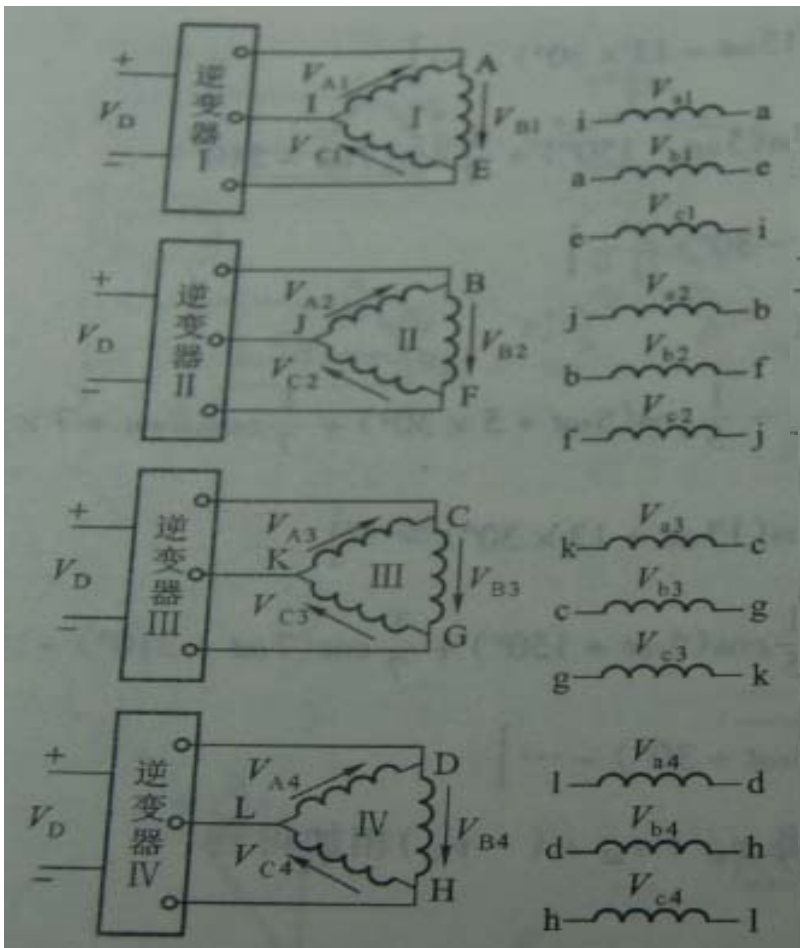 +
V_D
−
逆变器 I
V_A1
I
V_C1
A
I
E
V_B1
i V_a1 a
a V_b1 e
e V_c1 i
+
V_D
−
逆变器 II
V_A2
J
V_C2
B
II
F
V_B2
j V_a2 b
b V_b2 f
f V_c2 j
+
V_D
−
逆变器 III
V_A3
K
V_C3
C
III
G
V_B3
k V_a3 c
c V_b3 g
g V_c3 k
+
V_D
−
逆变器 IV
V_A4
L
V_C4
D
IV
H
V_B4
l V_a4 d
d V_b4 h
h V_c4 l